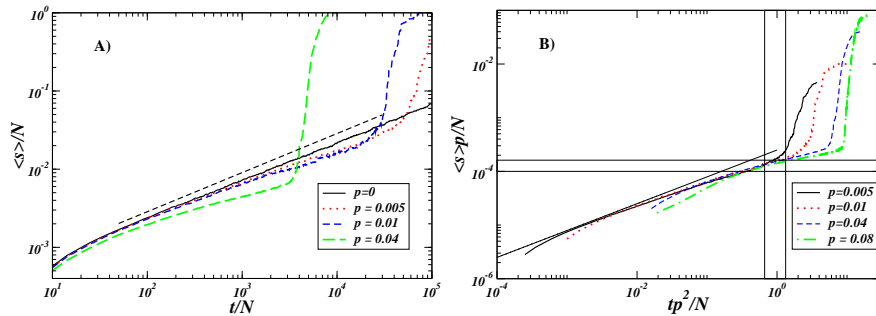 A)
<s>/N
10^0
10^-1
10^-2
10^-3
10^1
10^2
10^3
10^4
10^5
t/N
p=0
p = 0.005
p = 0.01
p = 0.04
B)
<s>p/N
10^-2
10^-4
10^-6
10^-4
10^-2
10^0
tp^2/N
p=0.005
p=0.01
p=0.04
p =0.08